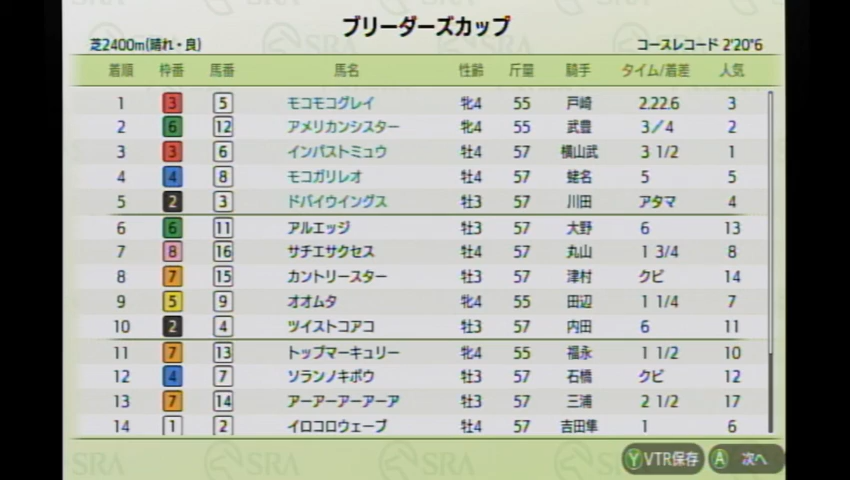 ブリーダーズカップ
芝2400m(晴れ・良) コースレコード 2'20"6
着順 枠番 馬番 馬名 性齢 斤量 騎手 タイム/着差 人気
1 3 5 モコモコグレイ 牝4 55 戸崎 2.22.6 3
2 6 12 アメリカンシスター 牝4 55 武豊 3/4 2
3 3 6 インパストミュウ 牡4 57 横山武 3 1/2 1
4 4 8 モコガリレオ 牡4 57 蛯名 5 5
5 2 3 ドバイウイングス 牡3 57 川田 アタマ 4
6 6 11 アルエッジ 牡3 57 大野 6 13
7 8 16 サチエサクセス 牡4 57 丸山 1 3/4 8
8 7 15 カントリースター 牡3 57 津村 クビ 14
9 5 9 オオムタ 牝4 55 田辺 1 1/4 7
10 2 4 ツイストコアコ 牡3 57 内田 6 11
11 7 13 トップマーキュリー 牝4 55 福永 1 1/2 10
12 4 7 ソランノキボウ 牡3 57 石橋 クビ 12
13 7 14 アーアーアーアーア 牡3 57 三浦 2 1/2 17
14 1 2 イロコロウェーブ 牡4 57 吉田隼 1 6
SRA SRA SRA SRA
Y VTR保存 A 次へ